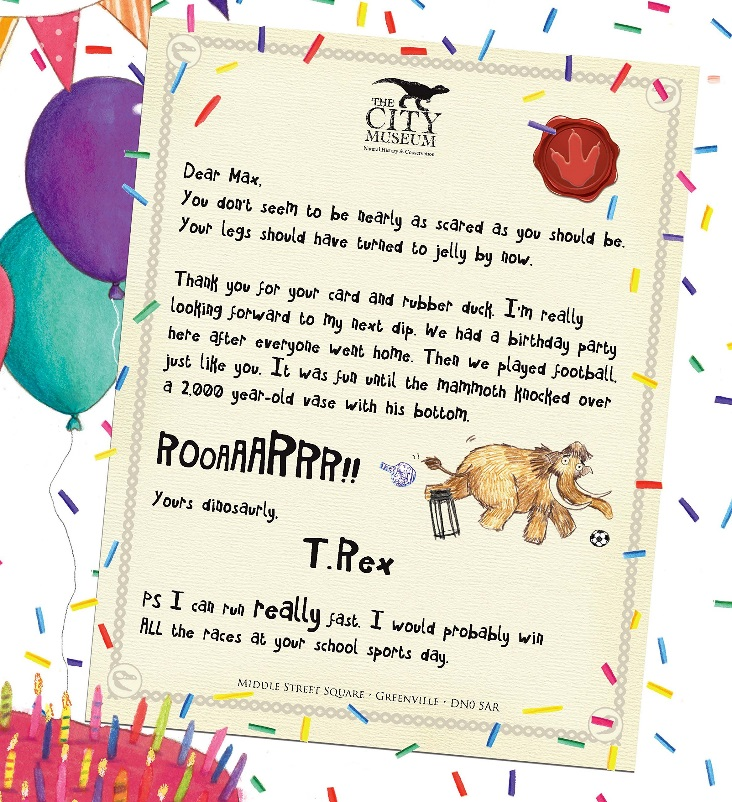 THE
CITY
MUSEUM
Natural History & Conservation
Dear Max,
You don't seem to be nearly as scared as you should be.
Your legs should have turned to jelly by now.
Thank you for your card and rubber duck. I'm really
looking forward to my next dip. We had a birthday party
here after everyone went home. Then we played football,
just like you. It was fun until the mammoth knocked over
a 2,000 year-old vase with his bottom.
ROOAAARRRR!!
Yours dinosaurly,
T.Rex
PS I can run really fast. I would probably win
ALL the races at your school sports day.
MIDDLE STREET SQUARE · GREENVILLE · DN0 5AR